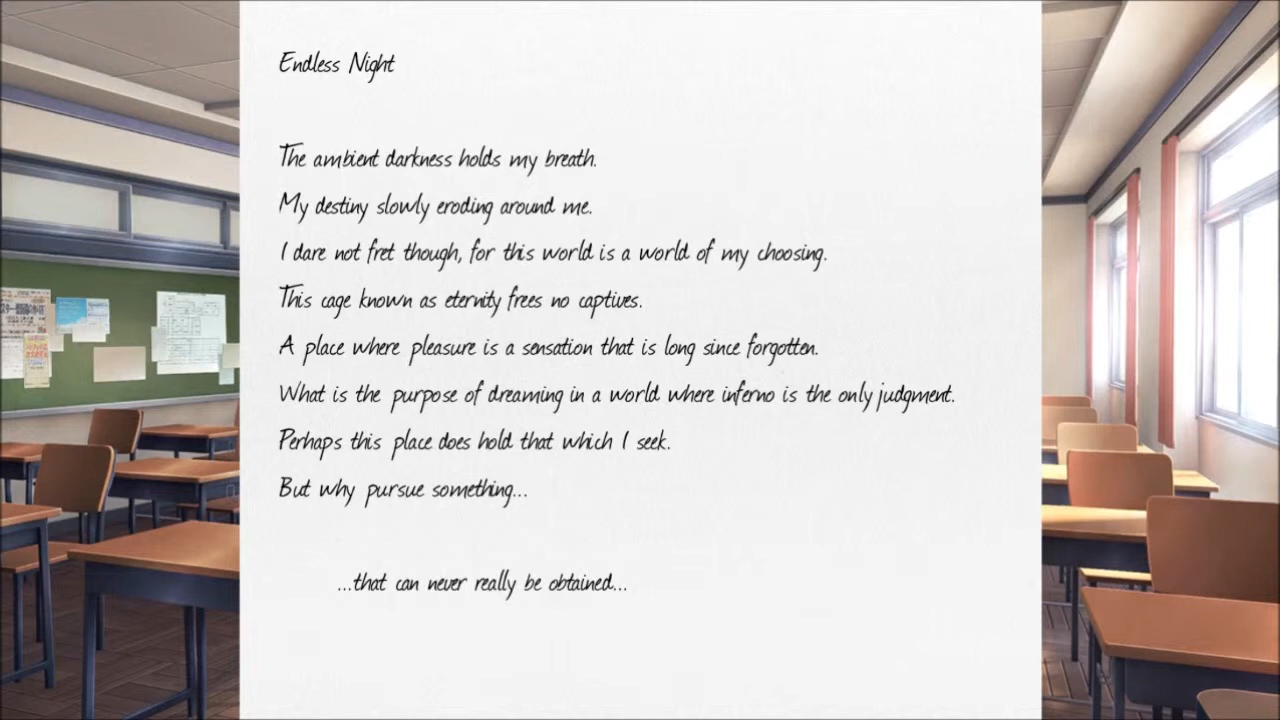 Endless Night
The ambient darkness holds my breath.
My destiny slowly eroding around me.
I dare not fret though, for this world is a world of my choosing.
This cage known as eternity frees no captives.
A place where pleasure is a sensation that is long since forgotten.
What is the purpose of dreaming in a world where inferno is the only judgment.
Perhaps this place does hold that which I seek.
But why pursue something...
...that can never really be obtained...